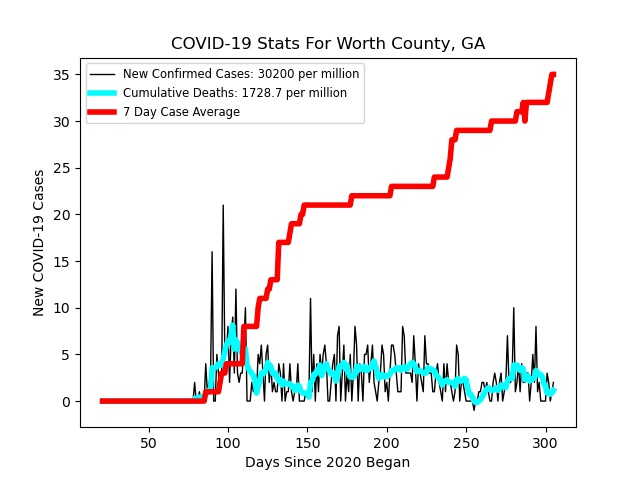 COVID-19 Stats For Worth County, GA
New Confirmed Cases: 30200 per million
Cumulative Deaths: 1728.7 per million
7 Day Case Average
New COVID-19 Cases
35
30
25
20
15
10
5
0
50 100 150 200 250 300
Days Since 2020 Began